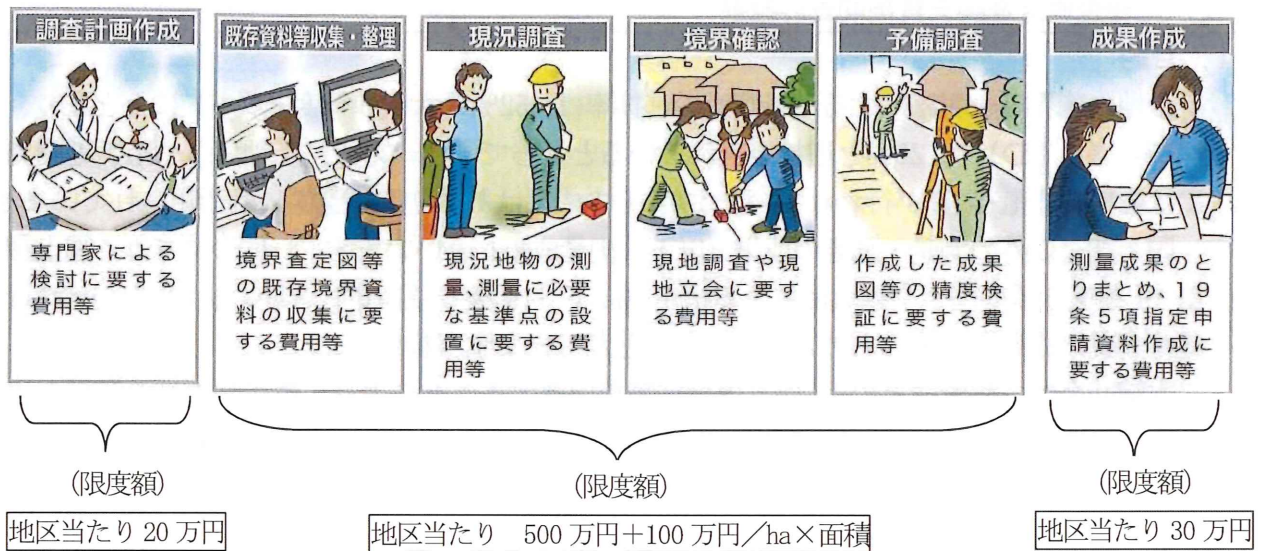 調査計画作成
専門家による
検討に要する
費用等
既存資料等収集・整理
境界査定図等
の既存境界資
料の収集に要
する費用等
現況調査
現況地物の測
量、測量に必要
な基準点の設
置に要する費
用等
境界確認
現地調査や現
地立会に要す
る費用等
予備調査
作成した成果
図等の精度検
証に要する費
用等
成果作成
測量成果のと
りまとめ、19
条5項指定申
請資料作成に
要する費用等
(限度額)
地区当たり 20 万円
(限度額)
地区当たり 500 万円+100 万円/ha×面積
(限度額)
地区当たり 30 万円